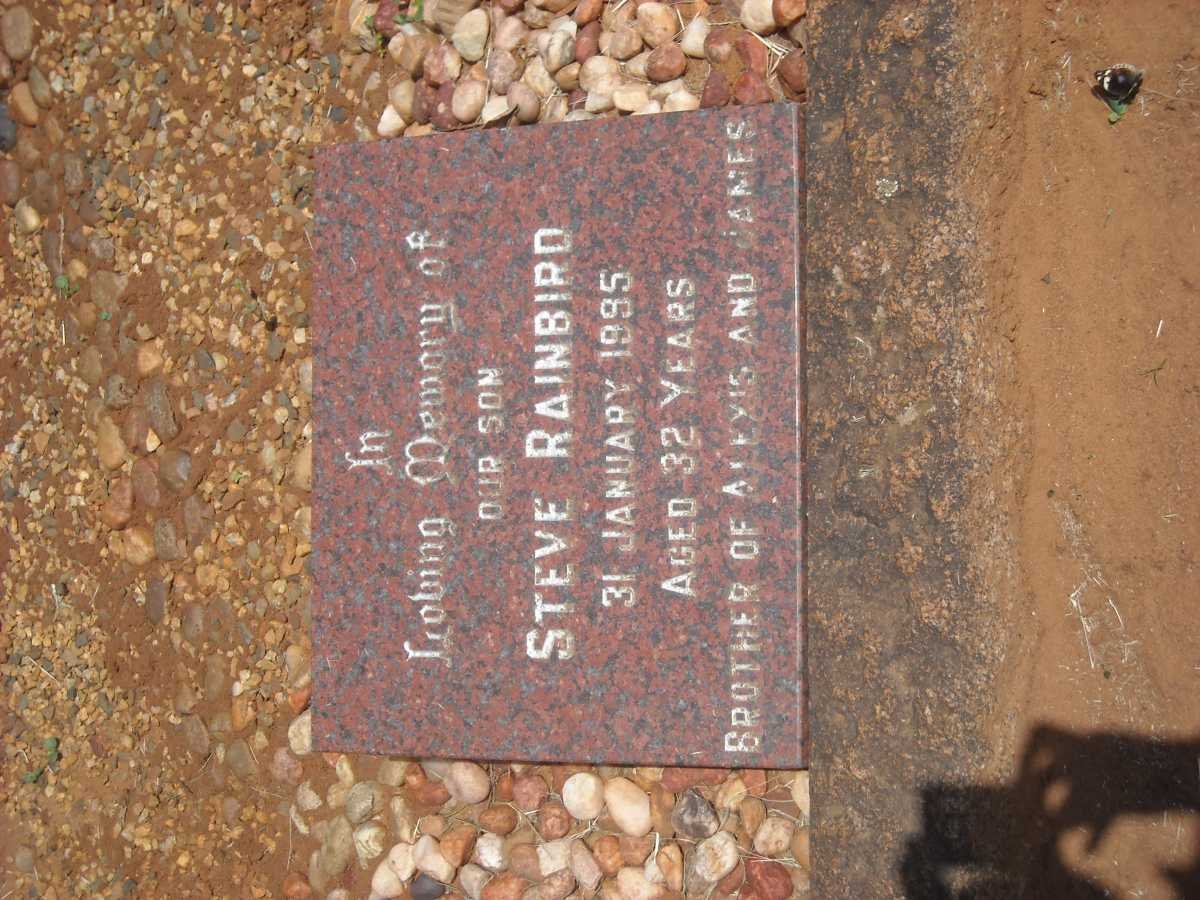 In
Loving Memory of
OUR SON
STEVE RAINBIRD
31 JANUARY 1995
AGED 32 YEARS
BROTHER OF ALEXIS AND JAMES